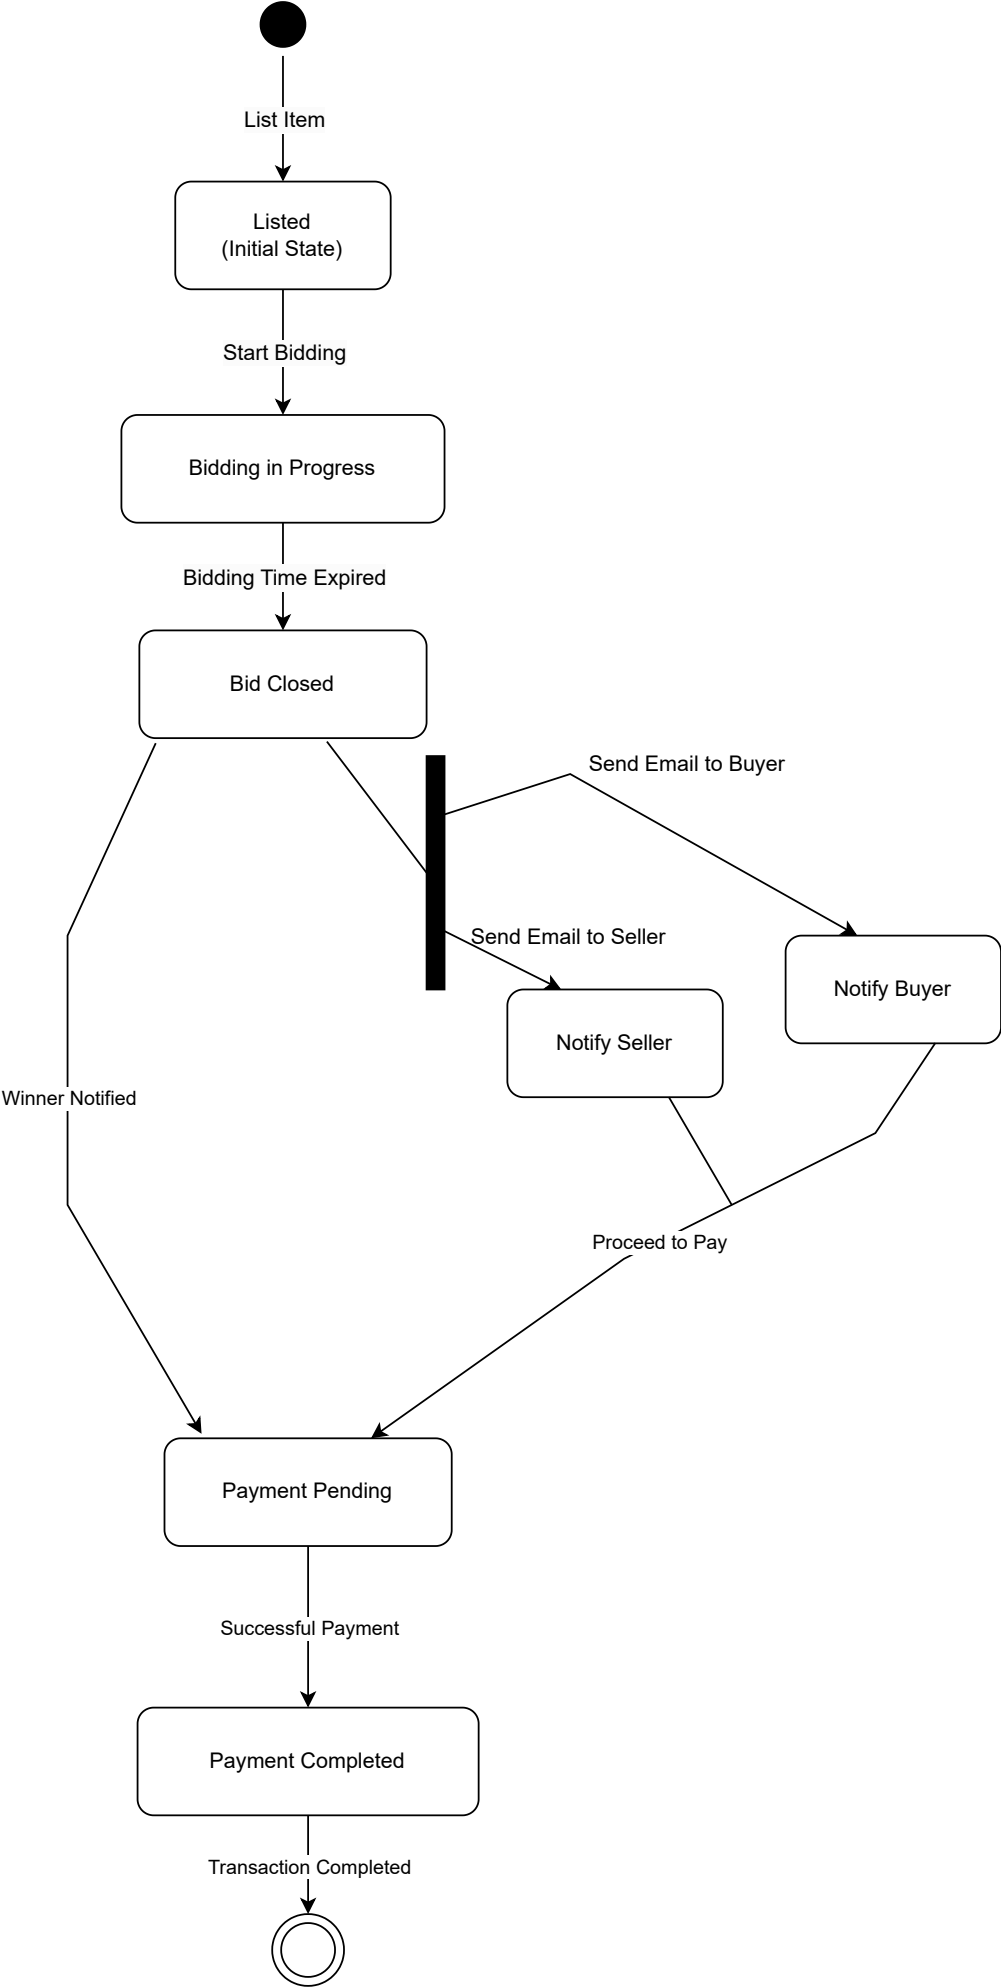 List Item
Listed
(Initial State)
Start Bidding
Bidding in Progress
Bidding Time Expired
Bid Closed
Send Email to Buyer
Send Email to Seller
Notify Buyer
Notify Seller
Winner Notified
Proceed to Pay
Payment Pending
Successful Payment
Payment Completed
Transaction Completed